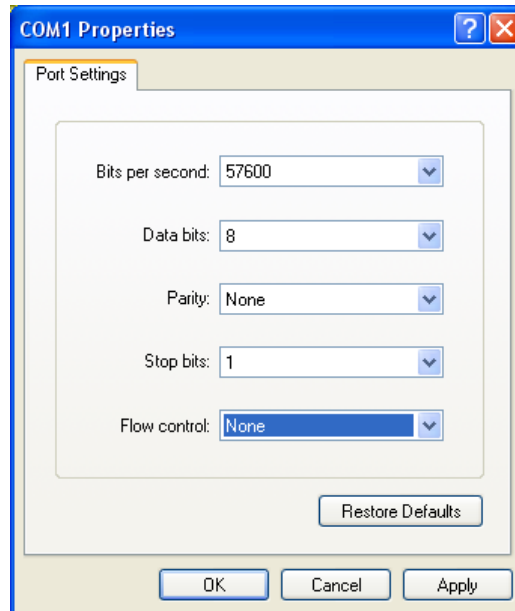 COM1 Properties
Port Settings
Bits per second: 57600
Data bits: 8
Parity: None
Stop bits: 1
Flow control: None
Restore Defaults
OK Cancel Apply